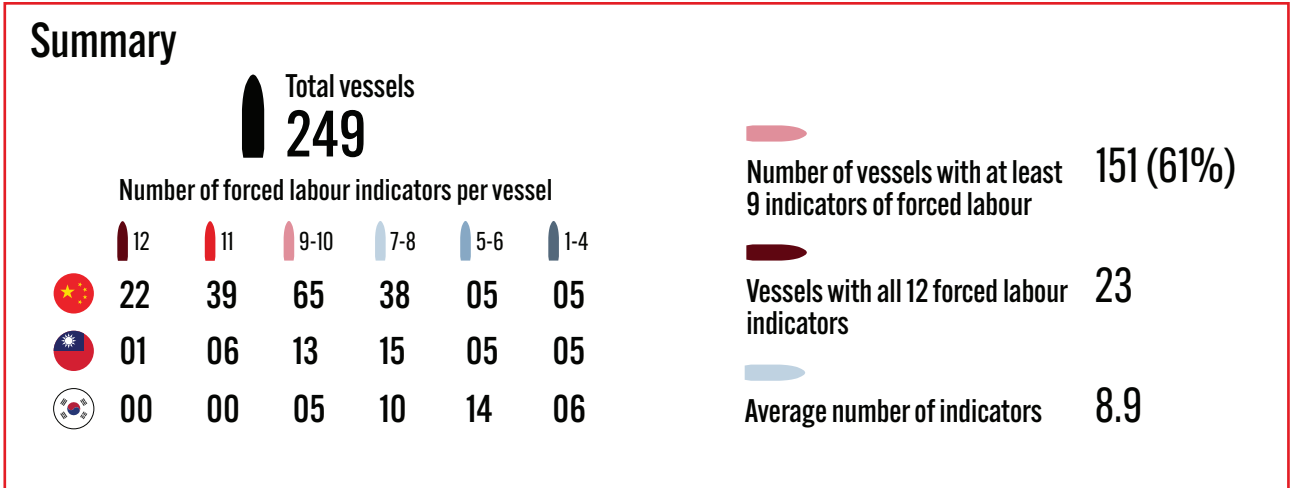 Summary
Total vessels
249
Number of forced labour indicators per vessel
12 11 9-10 7-8 5-6 1-4
22 39 65 38 05 05
01 06 13 15 05 05
00 00 05 10 14 06
Number of vessels with at least
9 indicators of forced labour
151 (61%)
Vessels with all 12 forced labour
indicators
23
Average number of indicators
8.9